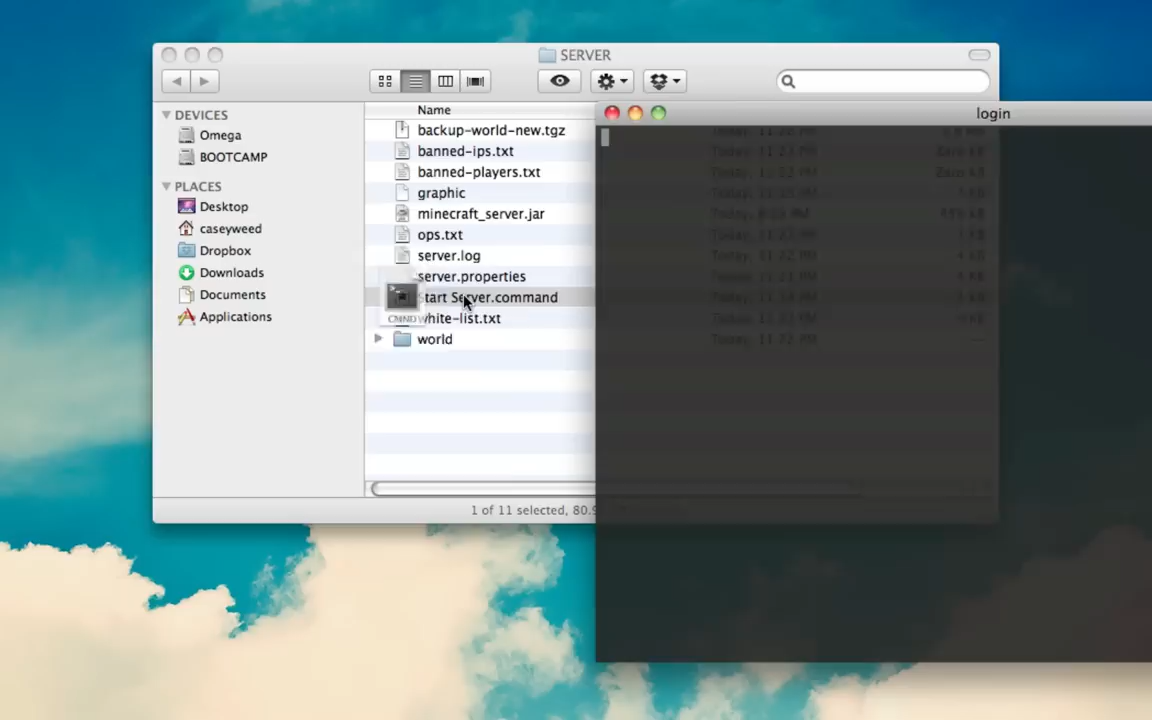 SERVER
DEVICES
Omega
BOOTCAMP
PLACES
Desktop
caseyweed
Dropbox
Downloads
Documents
Applications
Name
backup-world-new.tgz
banned-ips.txt
banned-players.txt
graphic
minecraft_server.jar
ops.txt
server.log
server.properties
tart Server.command
white-list.txt
world
1 of 11 selected, 80.9
login